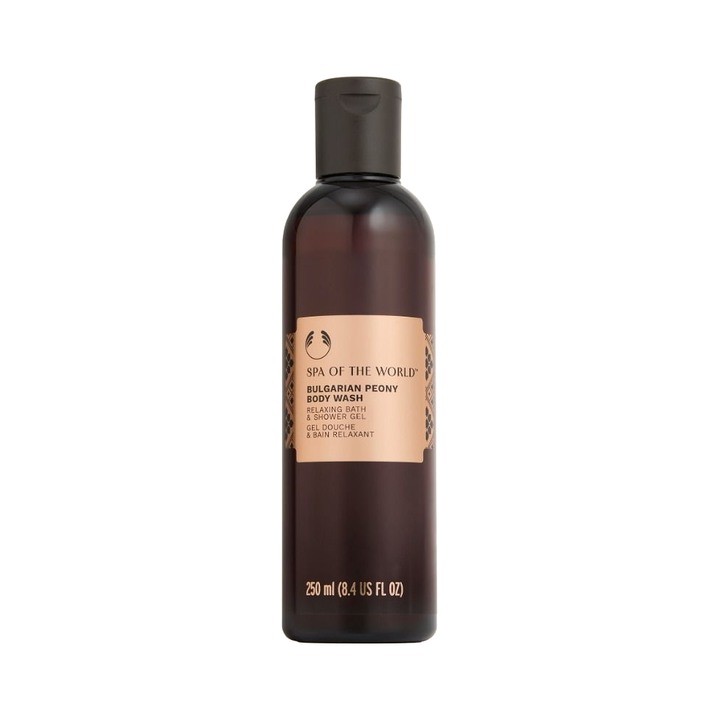 SPA OF THE WORLD™
BULGARIAN PEONY
BODY WASH
RELAXING BATH
& SHOWER GEL
GEL DOUCHE
& BAIN RELAXANT
250 ml (8.4 US FL OZ)